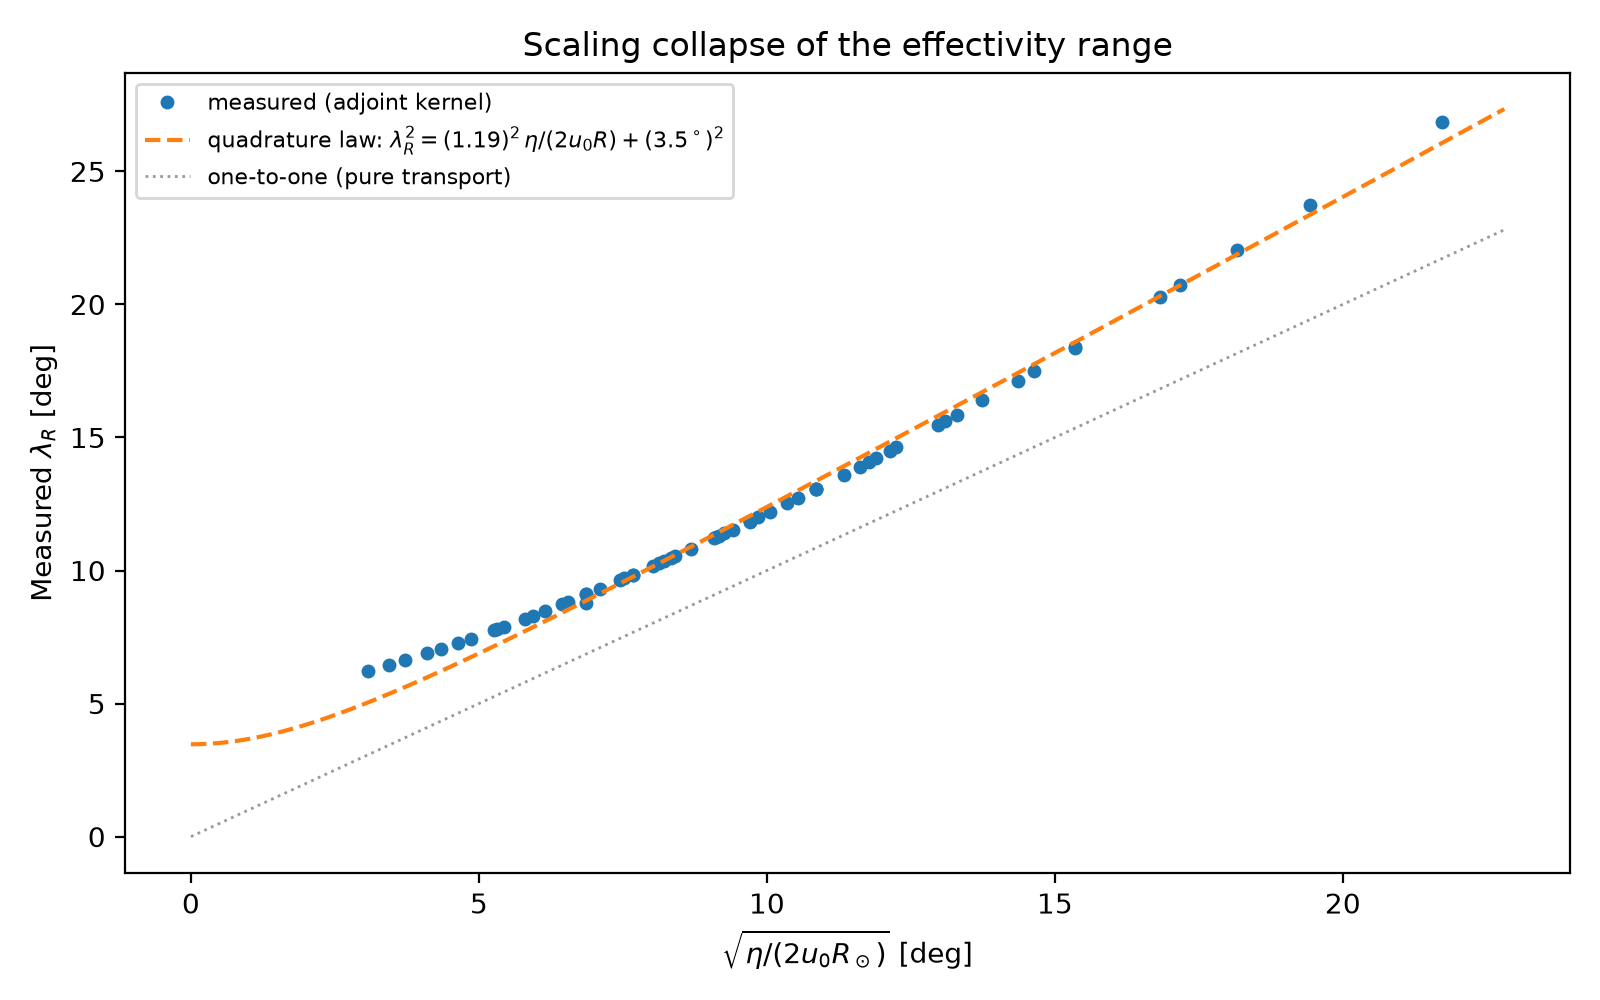 Scaling collapse of the effectivity range
measured (adjoint kernel)
quadrature law: λ_R^2 = (1.19)^2 η/(2u_0R) + (3.5°)^2
one-to-one (pure transport)
Measured λ_R [deg]
25
20
15
10
5
0
0 5 10 15 20
√η/(2u_0R_⊙) [deg]